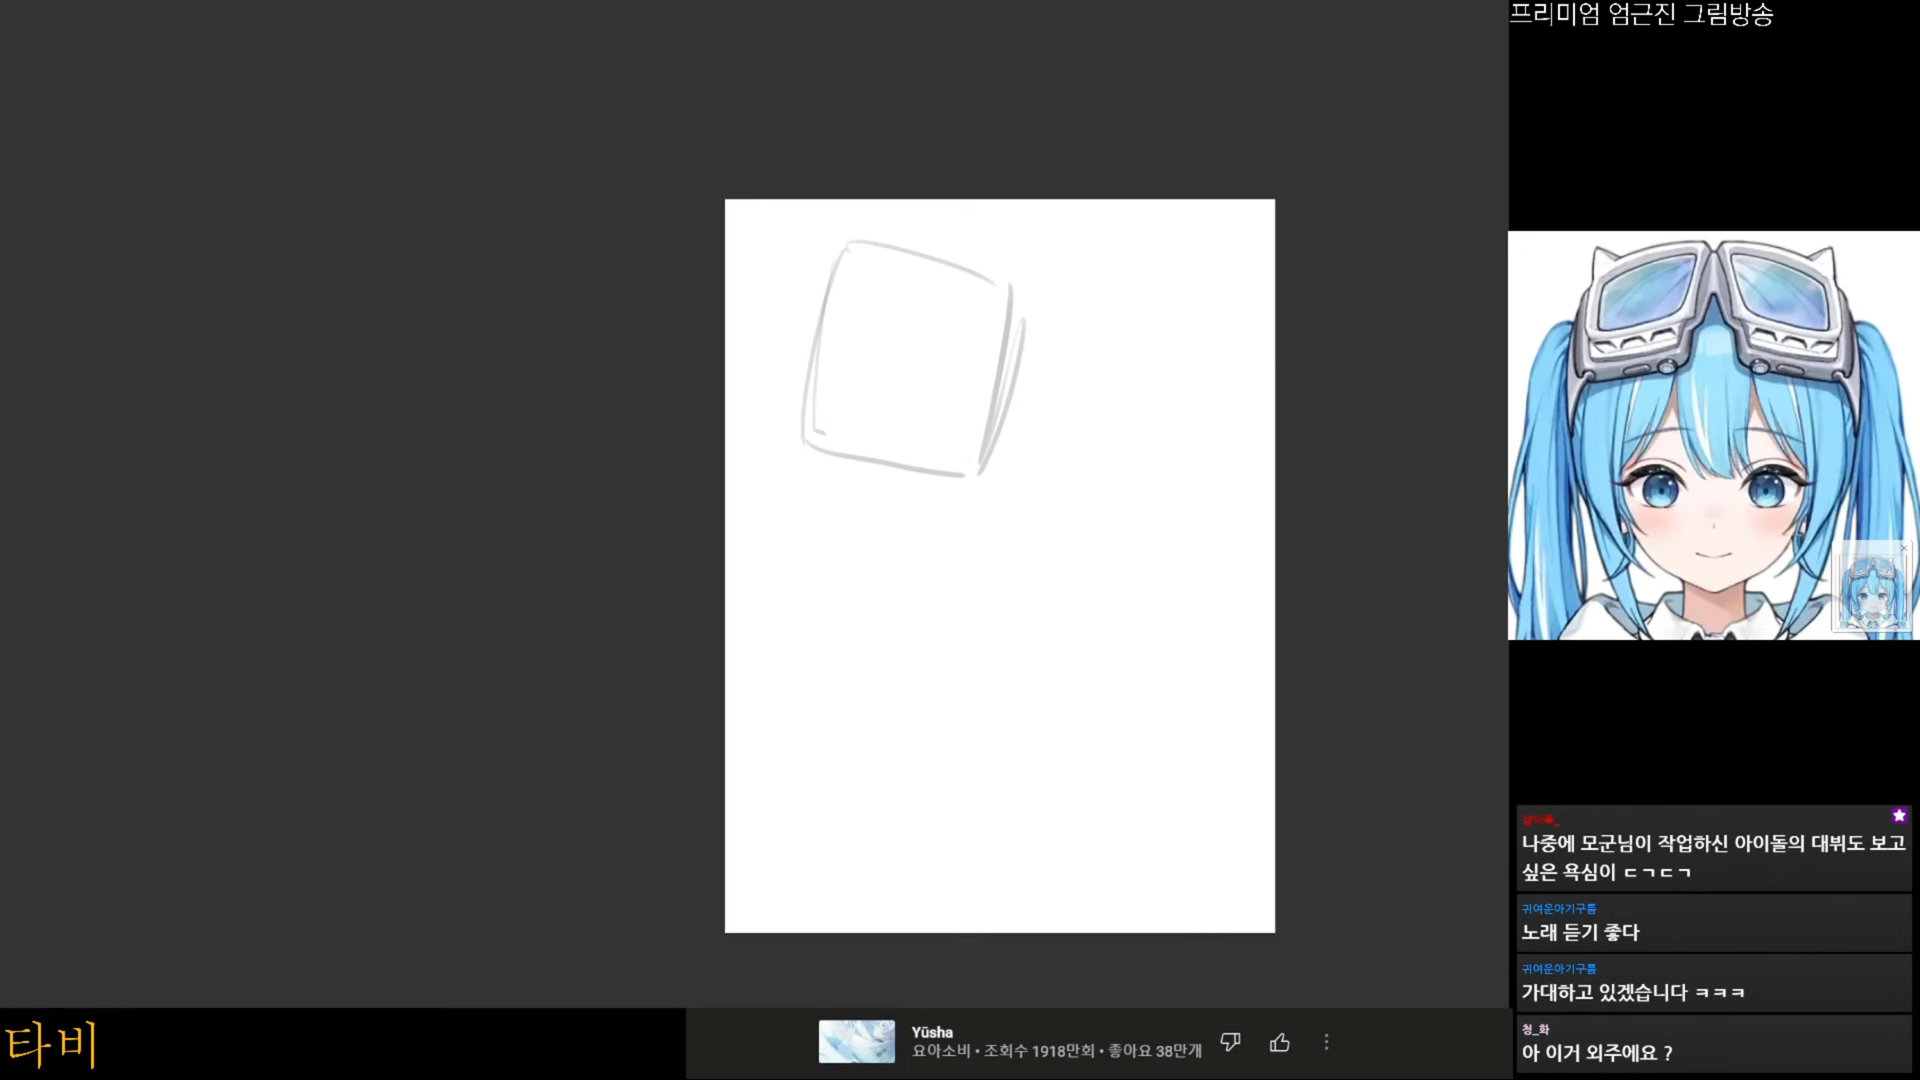 프리미엄 엄근진 그림방송
나중에 모군님이 작업하신 아이돌의 대뷔도 보고
싶은 욕심이 ㄷㄱㄷㄱ
귀여운아기구름
노래 듣기 좋다
귀여운아기구름
가대하고 있겠습니다 ㅋㅋㅋ
청_화
아 이거 외주에요 ?
타비
Yūsha
요아소비 • 조회수 1918만회 • 좋아요 38만개